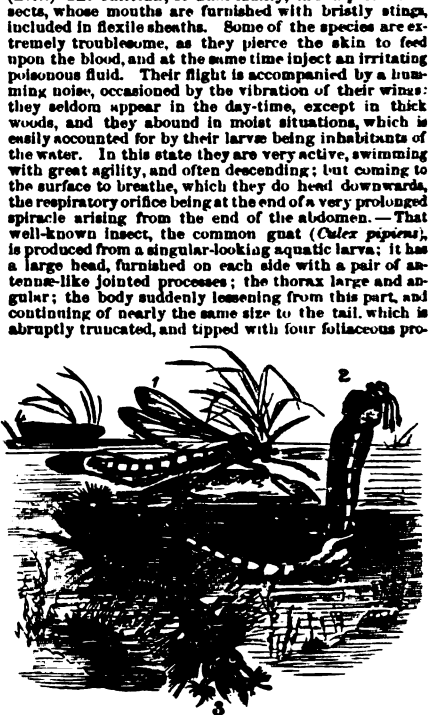 sects, whose mouths are furnished with bristly stings,
included in flexile sheaths. Some of the species are ex-
tremely troublesome, as they pierce the skin to feed
upon the blood, and at the same time inject an irritating
poisonous fluid. Their flight is accompanied by a hum-
ming noise, occasioned by the vibration of their wings:
they seldom appear in the day-time, except in thick
woods, and they abound in moist situations, which is
easily accounted for by their larvæ being inhabitants of
the water. In this state they are very active, swimming
with great agility, and often descending; but coming to
the surface to breathe, which they do head downwards,
the respiratory orifice being at the end of a very prolonged
spiracle arising from the end of the abdomen. — That
well-known insect, the common gnat (Culex pipiens),
is produced from a singular-looking aquatic larva; it has
a large head, furnished on each side with a pair of an-
tennæ-like jointed processes; the thorax large and an-
gular; the body suddenly lessening from this part, and
continuing of nearly the same size to the tail, which is
abruptly truncated, and tipped with four foliaceous pro-
1
2
3